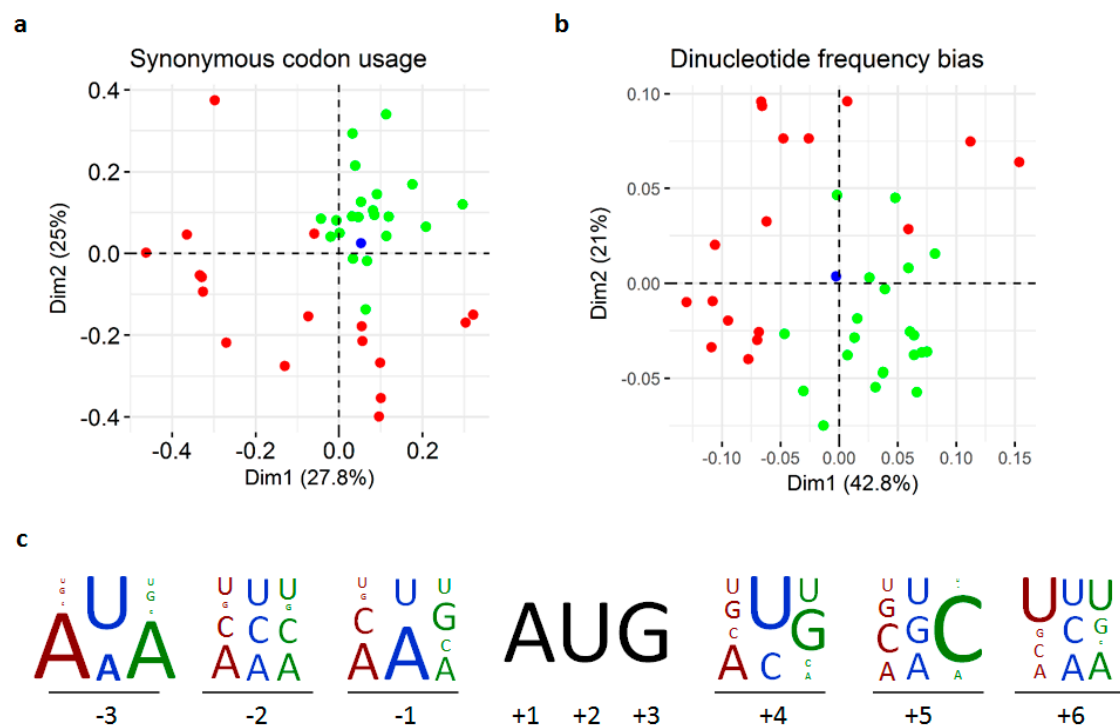 a
Synonymous codon usage
0.4
0.2
0.0
-0.2
-0.4
Dim2 (25%)
-0.4 -0.2 0.0 0.2
Dim1 (27.8%)
b
Dinucleotide frequency bias
0.10
0.05
0.00
-0.05
Dim2 (21%)
-0.10 -0.05 0.00 0.05 0.10 0.15
Dim1 (42.8%)
c
U G C A
U A
U G C A
U G C A
U C A
U G C A
U G C A
U A
U G C A
AUG
U G C A
U C
U G C A
U G C A
U G A
C A
U G C A
U C A
U G C A
-3 -2 -1 +1 +2 +3 +4 +5 +6